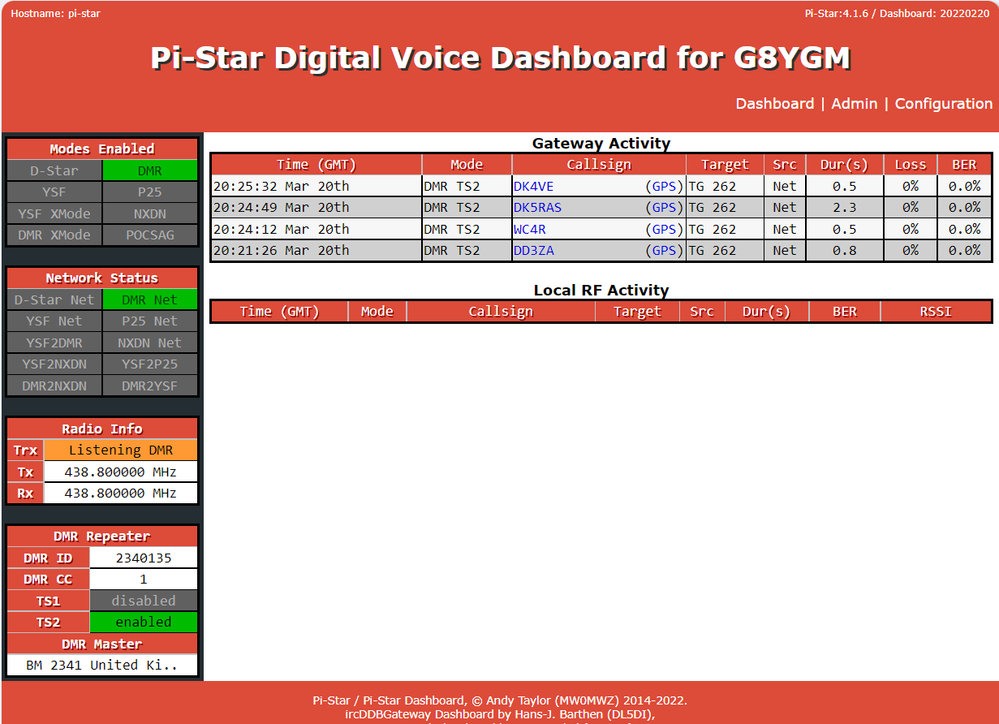 Hostname: pi-star Pi-Star:4.1.6 / Dashboard: 20220220
Pi-Star Digital Voice Dashboard for G8YGM
Dashboard | Admin | Configuration
Modes Enabled
D-Star DMR
YSF P25
YSF XMode NXDN
DMR XMode POCSAG
Network Status
D-Star Net DMR Net
YSF Net P25 Net
YSF2DMR NXDN Net
YSF2NXDN YSF2P25
DMR2NXDN DMR2YSF
Radio Info
Trx Listening DMR
Tx 438.800000 MHz
Rx 438.800000 MHz
DMR Repeater
DMR ID 2340135
DMR CC 1
TS1 disabled
TS2 enabled
DMR Master
BM 2341 United Ki..
Gateway Activity
Time (GMT) Mode Callsign Target Src Dur(s) Loss BER
20:25:32 Mar 20th DMR TS2 DK4VE (GPS) TG 262 Net 0.5 0% 0.0%
20:24:49 Mar 20th DMR TS2 DK5RAS (GPS) TG 262 Net 2.3 0% 0.0%
20:24:12 Mar 20th DMR TS2 WC4R (GPS) TG 262 Net 0.5 0% 0.0%
20:21:26 Mar 20th DMR TS2 DD3ZA (GPS) TG 262 Net 0.8 0% 0.0%
Local RF Activity
Time (GMT) Mode Callsign Target Src Dur(s) BER RSSI
Pi-Star / Pi-Star Dashboard, © Andy Taylor (MW0MWZ) 2014-2022.
ircDDBGateway Dashboard by Hans-J. Barthen (DL5DI),